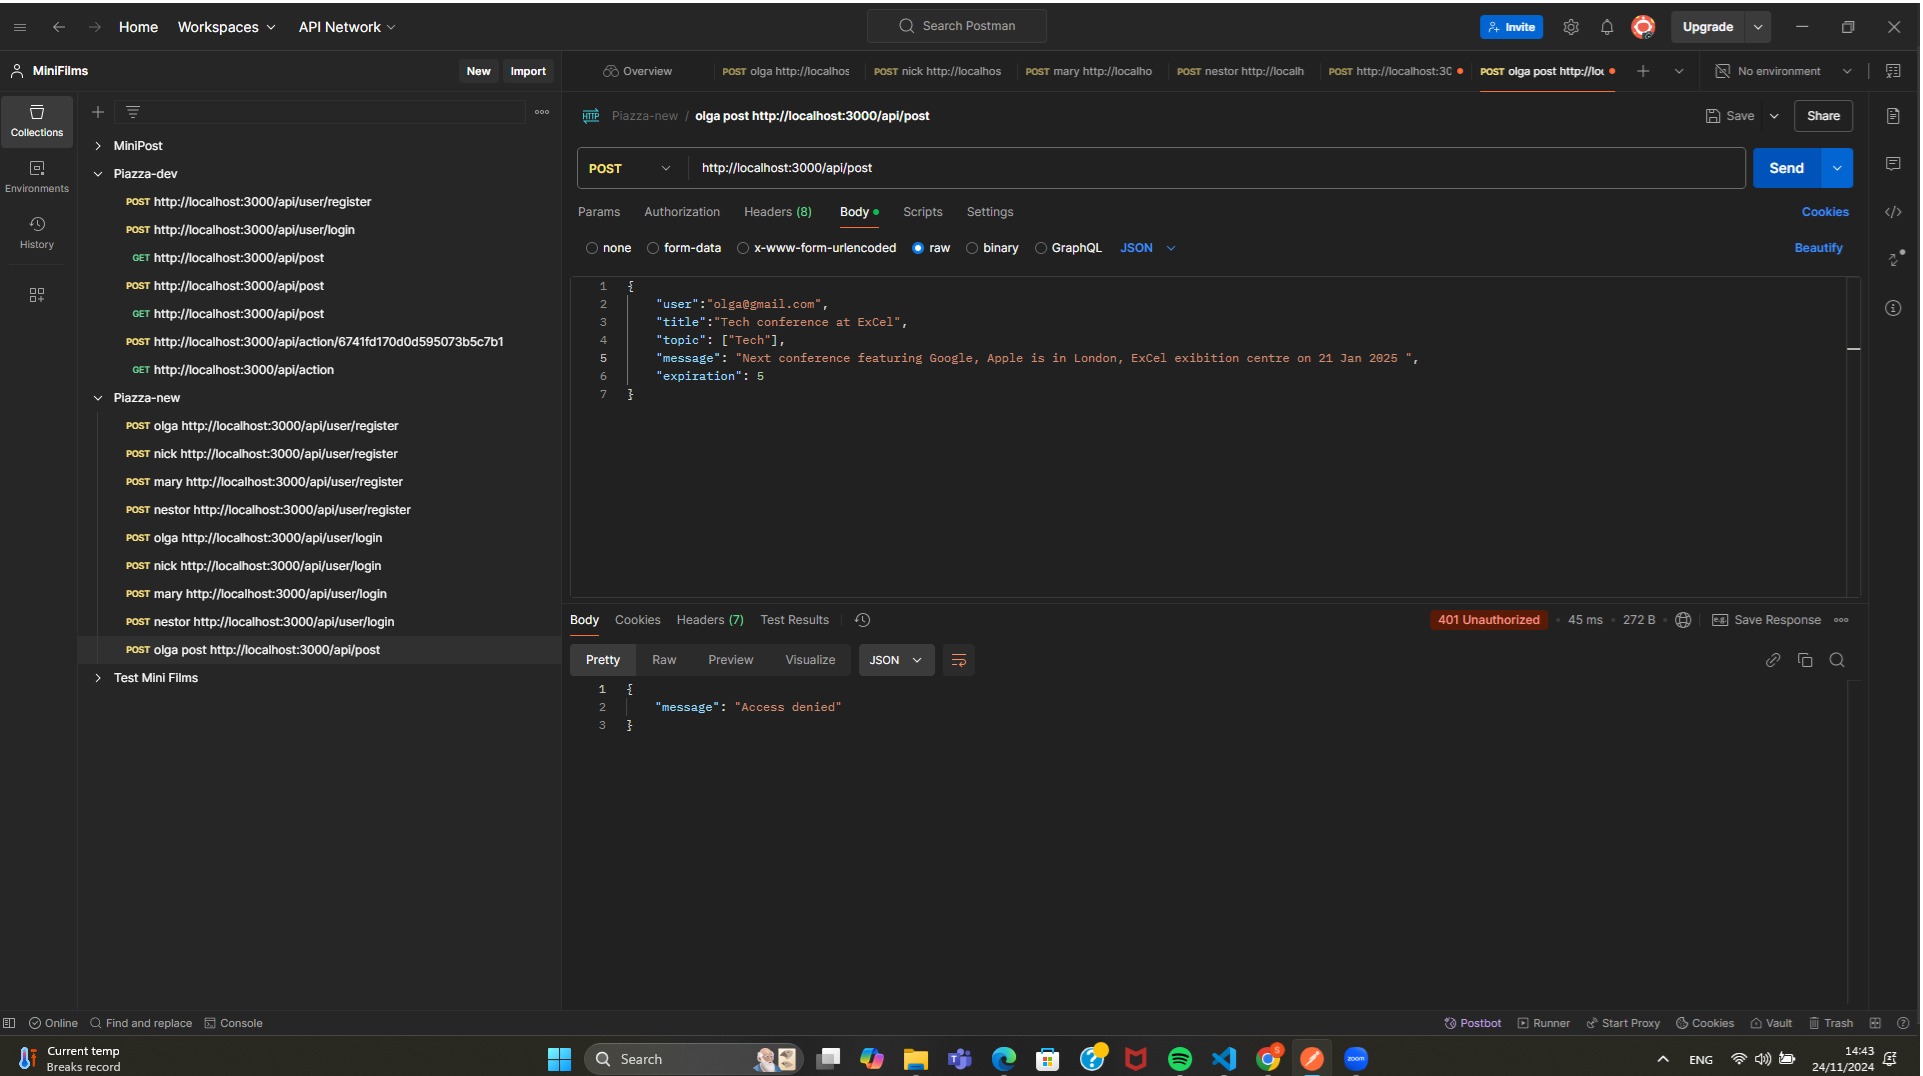 Home Workspaces API Network Search Postman Invite Upgrade
MiniFilms New Import Overview POST olga http://localhos POST nick http://localhos POST mary http://localho POST nestor http://localh POST http://localhost:30 POST olga post http://lo No environment
Collections
Environments
History
MiniPost
Piazza-dev
POST http://localhost:3000/api/user/register
POST http://localhost:3000/api/user/login
GET http://localhost:3000/api/post
POST http://localhost:3000/api/post
GET http://localhost:3000/api/post
POST http://localhost:3000/api/action/6741fd170d0d595073b5c7b1
GET http://localhost:3000/api/action
Piazza-new
POST olga http://localhost:3000/api/user/register
POST nick http://localhost:3000/api/user/register
POST mary http://localhost:3000/api/user/register
POST nestor http://localhost:3000/api/user/register
POST olga http://localhost:3000/api/user/login
POST nick http://localhost:3000/api/user/login
POST mary http://localhost:3000/api/user/login
POST nestor http://localhost:3000/api/user/login
POST olga post http://localhost:3000/api/post
Test Mini Films
HTTP Piazza-new / olga post http://localhost:3000/api/post Save Share
POST http://localhost:3000/api/post Send
Params Authorization Headers (8) Body Scripts Settings Cookies
none form-data x-www-form-urlencoded raw binary GraphQL JSON Beautify
1 {
2 "user":"olga@gmail.com",
3 "title":"Tech conference at ExCel",
4 "topic": ["Tech"],
5 "message": "Next conference featuring Google, Apple is in London, ExCel exibition centre on 21 Jan 2025 ",
6 "expiration": 5
7 }
Body Cookies Headers (7) Test Results 401 Unauthorized • 45 ms • 272 B e.g. Save Response
Pretty Raw Preview Visualize JSON
1 {
2 "message": "Access denied"
3 }
Online Find and replace Console Postbot Runner Start Proxy Cookies Vault Trash
Current temp
Breaks record
Search
zoom
ENG
14:43
24/11/2024